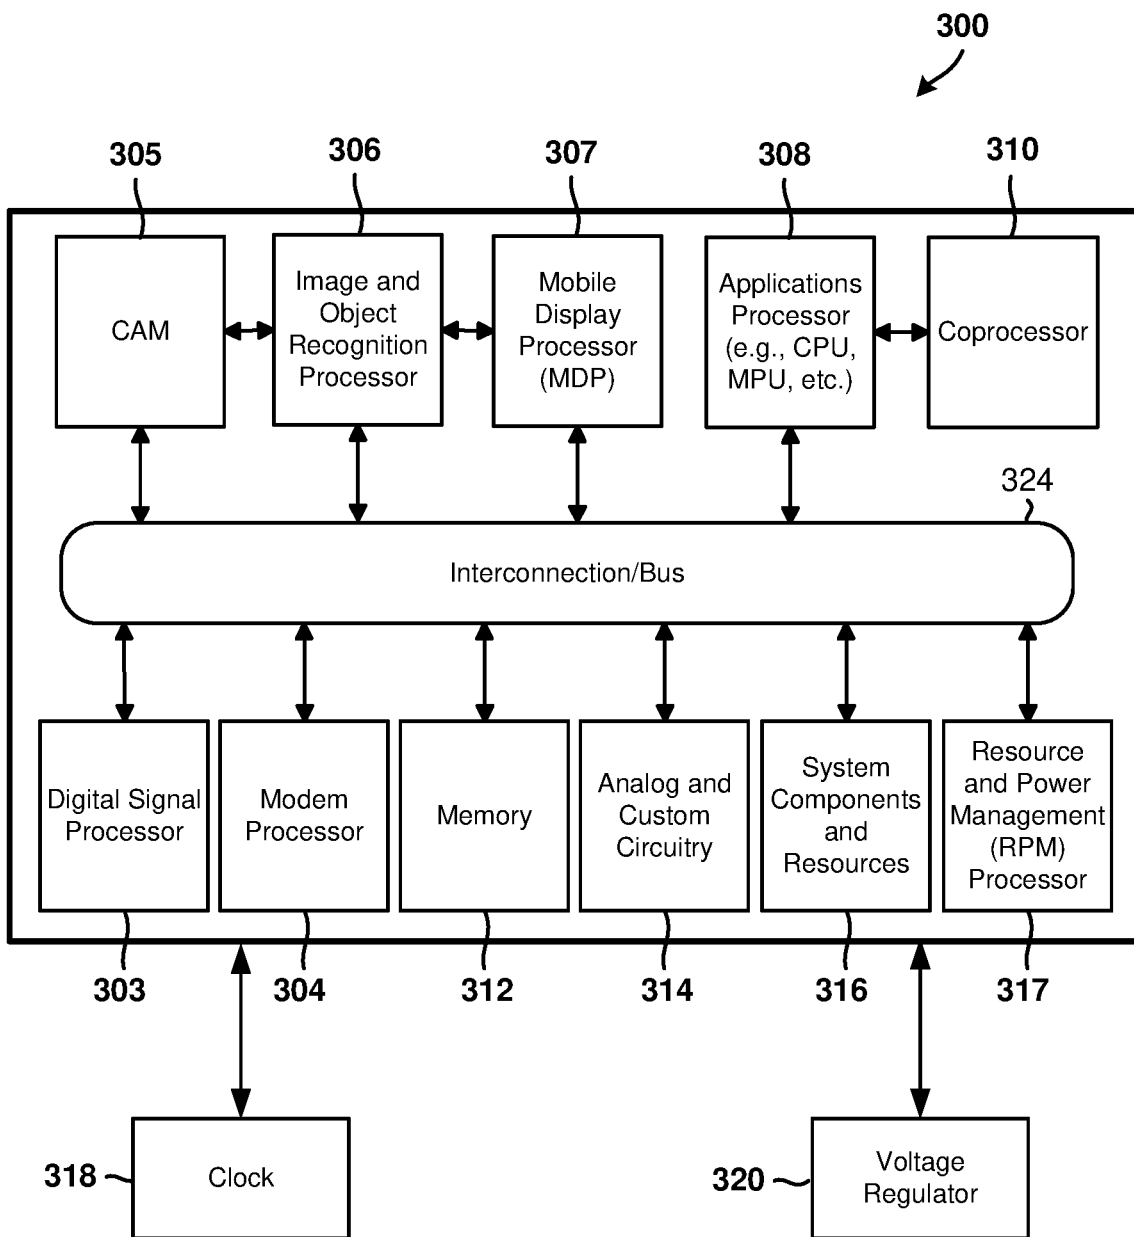 300
305
306
307
308
310
CAM
Image and
Object
Recognition
Processor
Mobile
Display
Processor
(MDP)
Applications
Processor
(e.g., CPU,
MPU, etc.)
Coprocessor
324
Interconnection/Bus
Digital Signal
Processor
Modem
Processor
Memory
Analog and
Custom
Circuitry
System
Components
and
Resources
Resource
and Power
Management
(RPM)
Processor
303
304
312
314
316
317
318
Clock
320
Voltage
Regulator